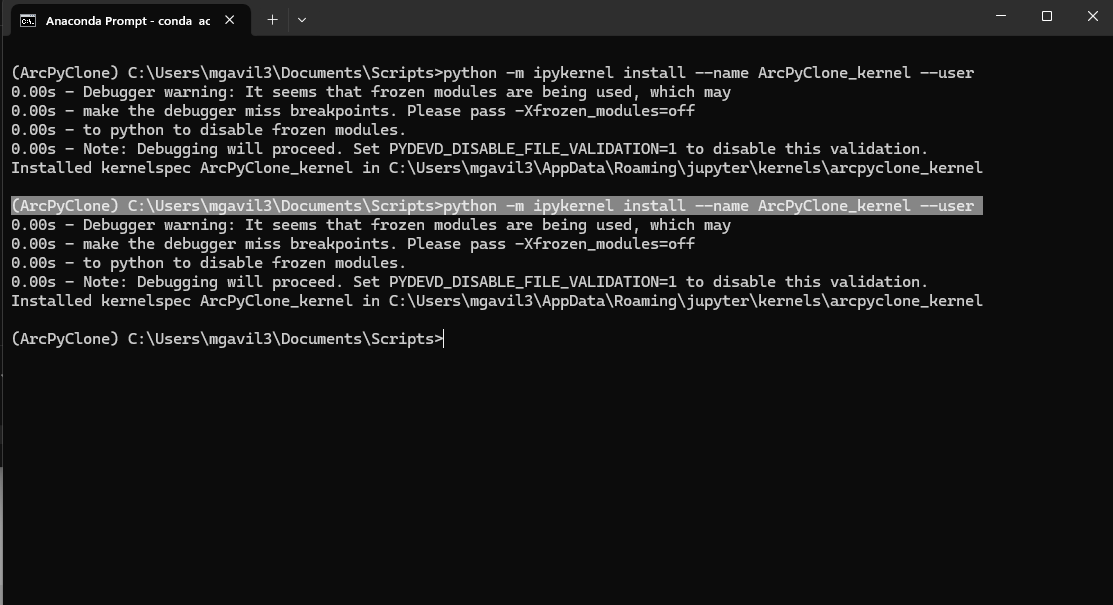 Anaconda Prompt - conda ac
(ArcPyClone) C:\Users\mgavil3\Documents\Scripts>python -m ipykernel install --name ArcPyClone_kernel --user
0.00s - Debugger warning: It seems that frozen modules are being used, which may
0.00s - make the debugger miss breakpoints. Please pass -Xfrozen_modules=off
0.00s - to python to disable frozen modules.
0.00s - Note: Debugging will proceed. Set PYDEVD_DISABLE_FILE_VALIDATION=1 to disable this validation.
Installed kernelspec ArcPyClone_kernel in C:\Users\mgavil3\AppData\Roaming\jupyter\kernels\arcpyclone_kernel
(ArcPyClone) C:\Users\mgavil3\Documents\Scripts>python -m ipykernel install --name ArcPyClone_kernel --user
0.00s - Debugger warning: It seems that frozen modules are being used, which may
0.00s - make the debugger miss breakpoints. Please pass -Xfrozen_modules=off
0.00s - to python to disable frozen modules.
0.00s - Note: Debugging will proceed. Set PYDEVD_DISABLE_FILE_VALIDATION=1 to disable this validation.
Installed kernelspec ArcPyClone_kernel in C:\Users\mgavil3\AppData\Roaming\jupyter\kernels\arcpyclone_kernel
(ArcPyClone) C:\Users\mgavil3\Documents\Scripts>